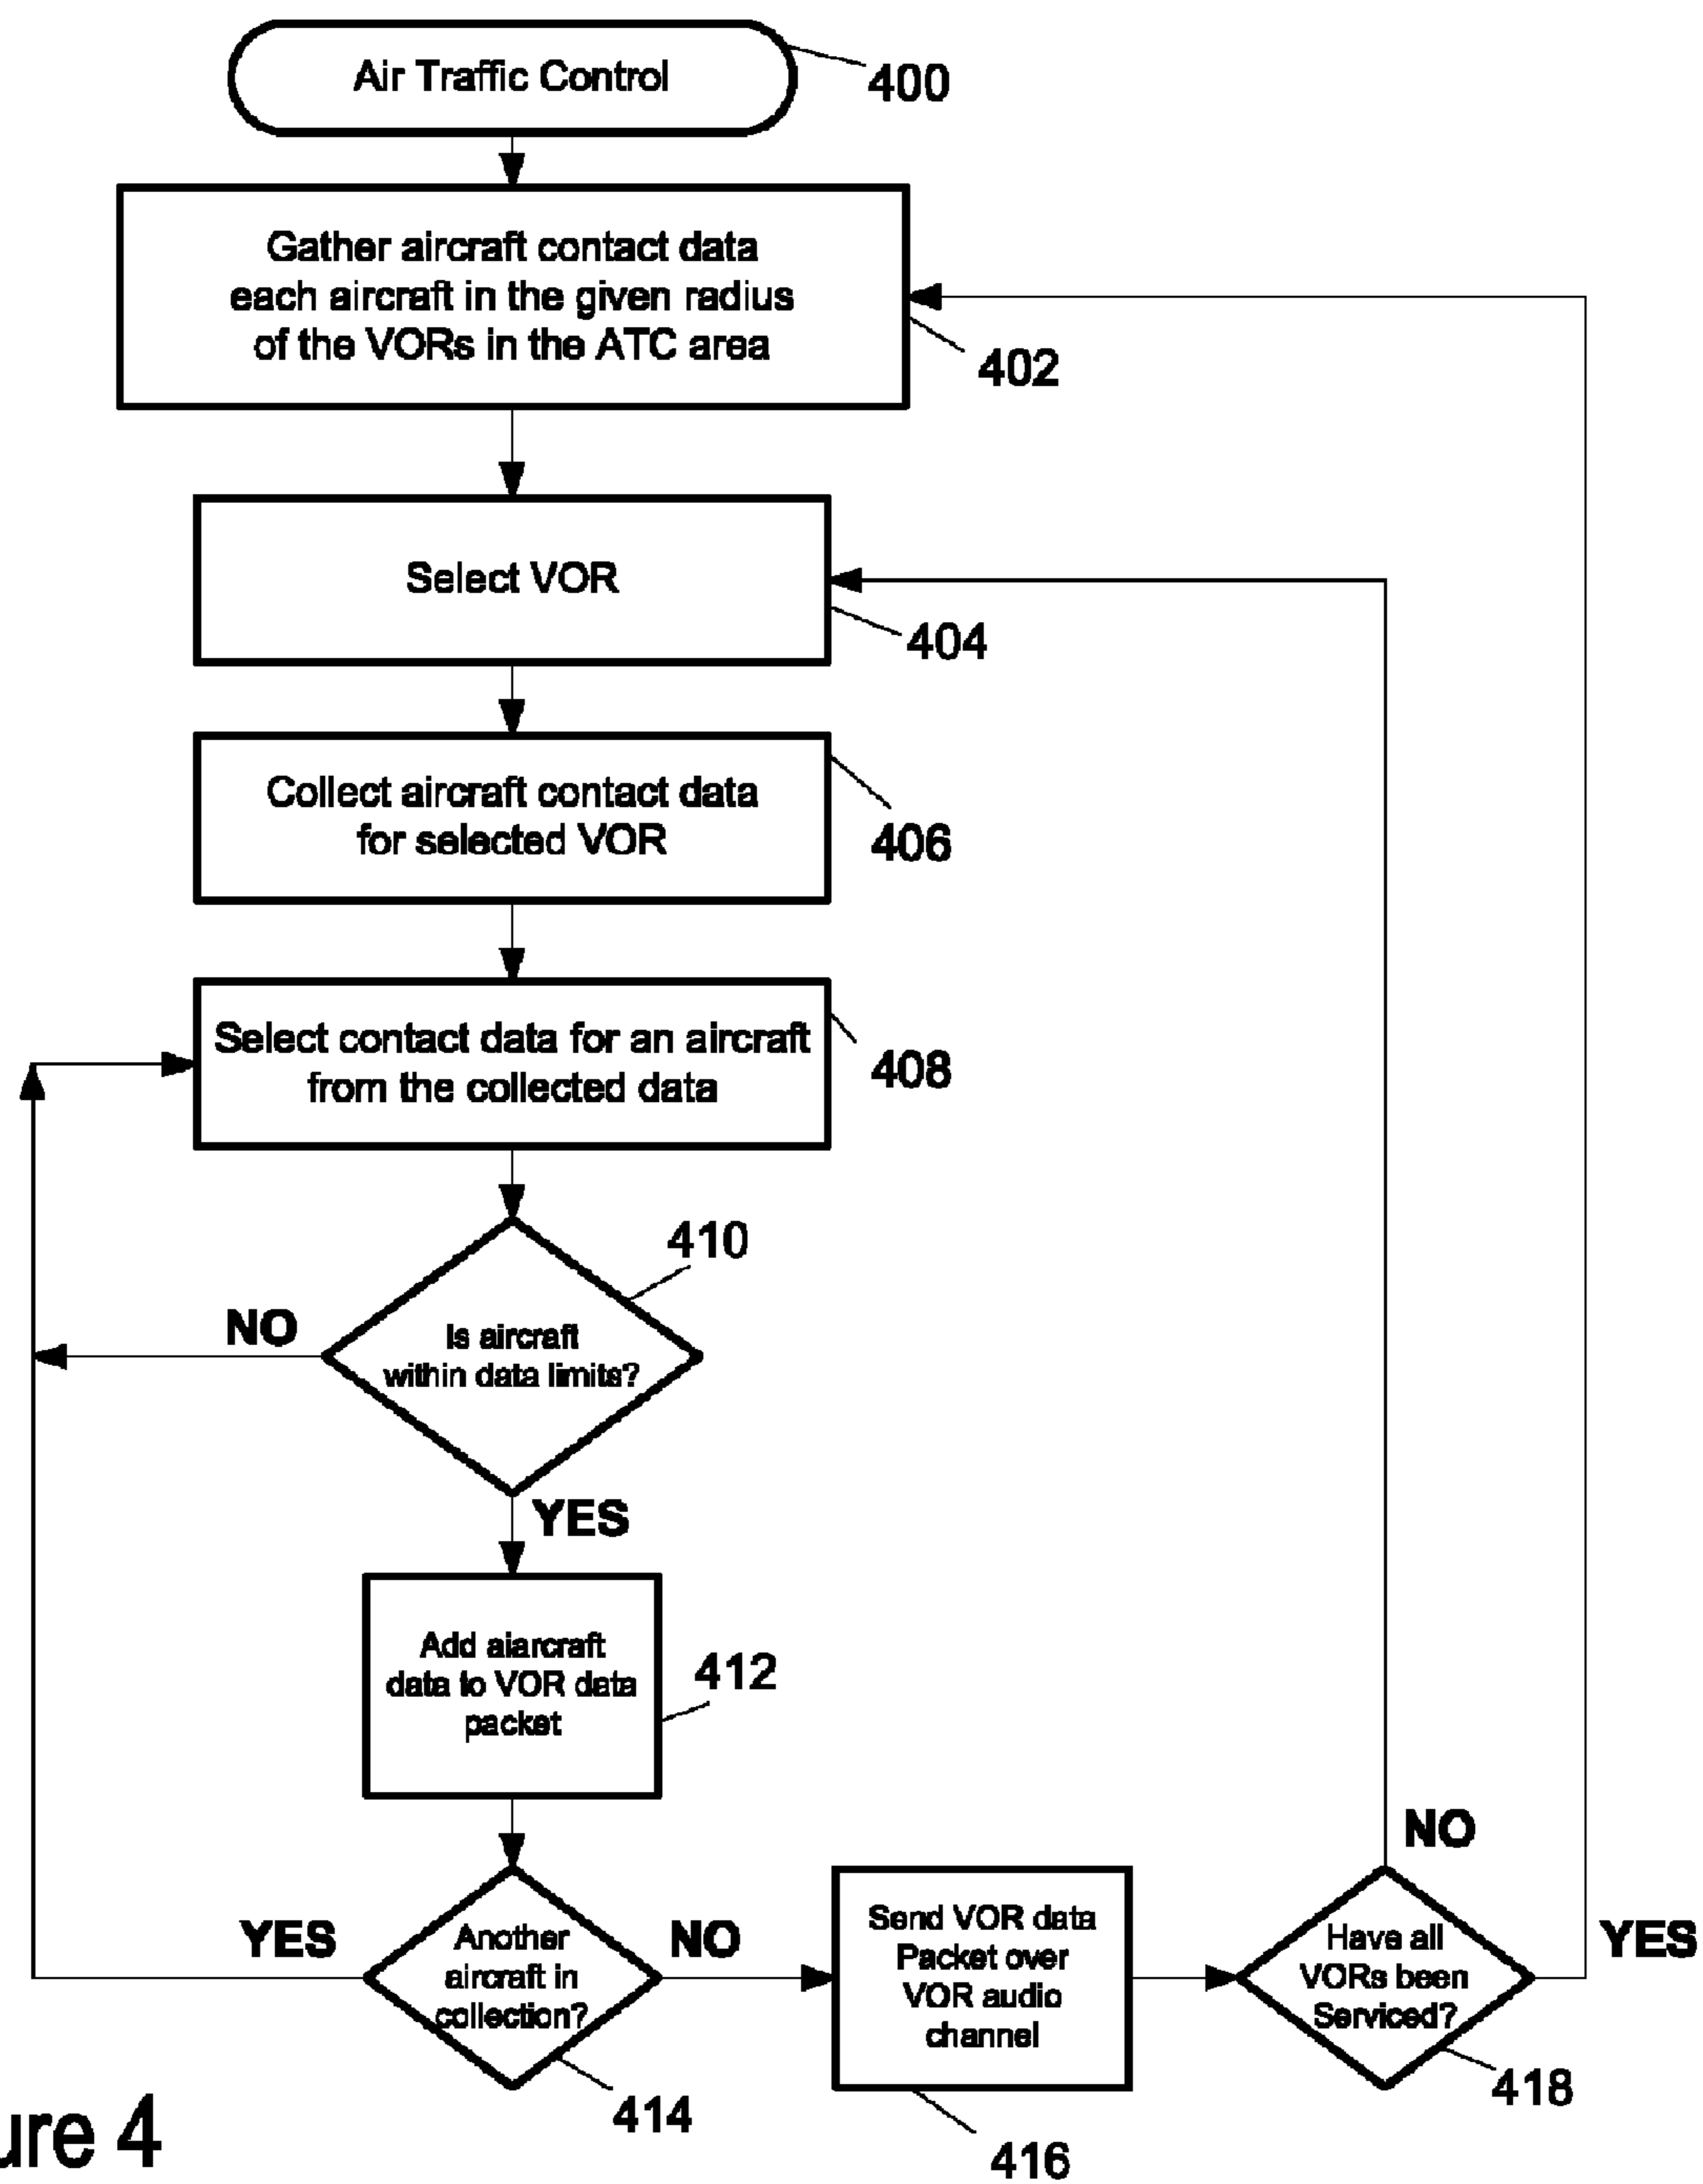 Air Traffic Control
400
Gather aircraft contact data
each aircraft in the given radius
of the VORs in the ATC area
402
Select VOR
404
Collect aircraft contact data
for selected VOR
406
Select contact data for an aircraft
from the collected data
408
410
NO
Is aircraft
within data limits?
YES
Add aiarcraft
data to VOR data
packet
412
YES
Another
aircraft in
collection?
NO
414
Send VOR data
Packet over
VOR audio
channel
416
NO
Have all
VORs been
Serviced?
YES
418
ure 4